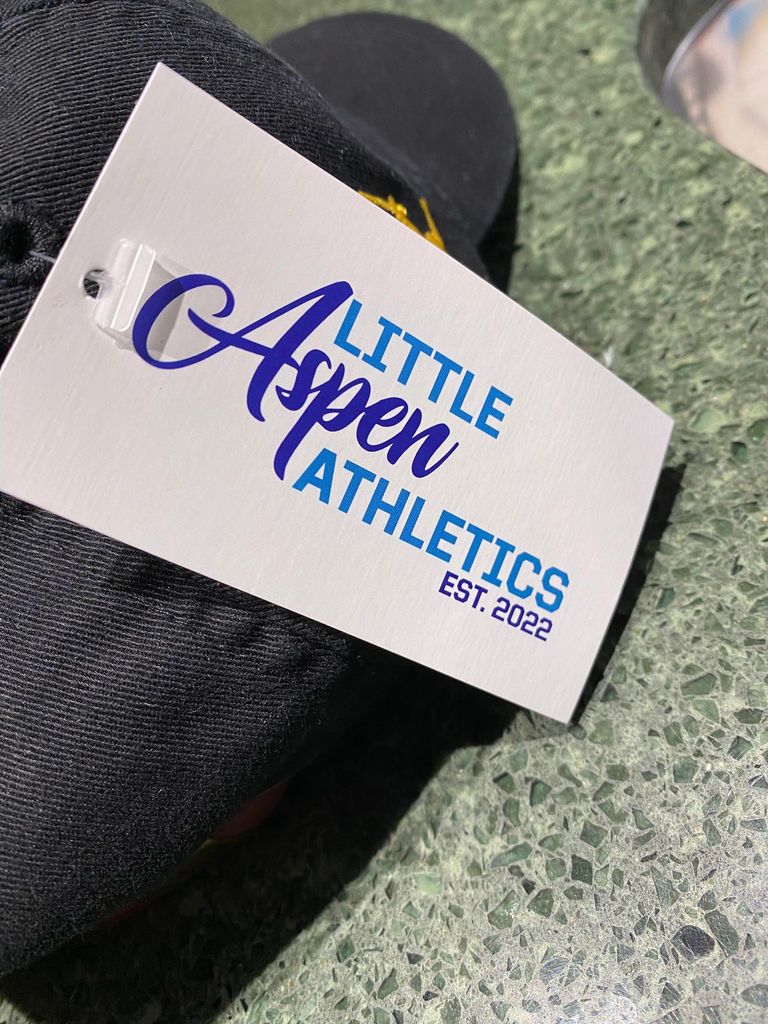 LITTLE
Aspen
ATHLETICS
EST. 2022